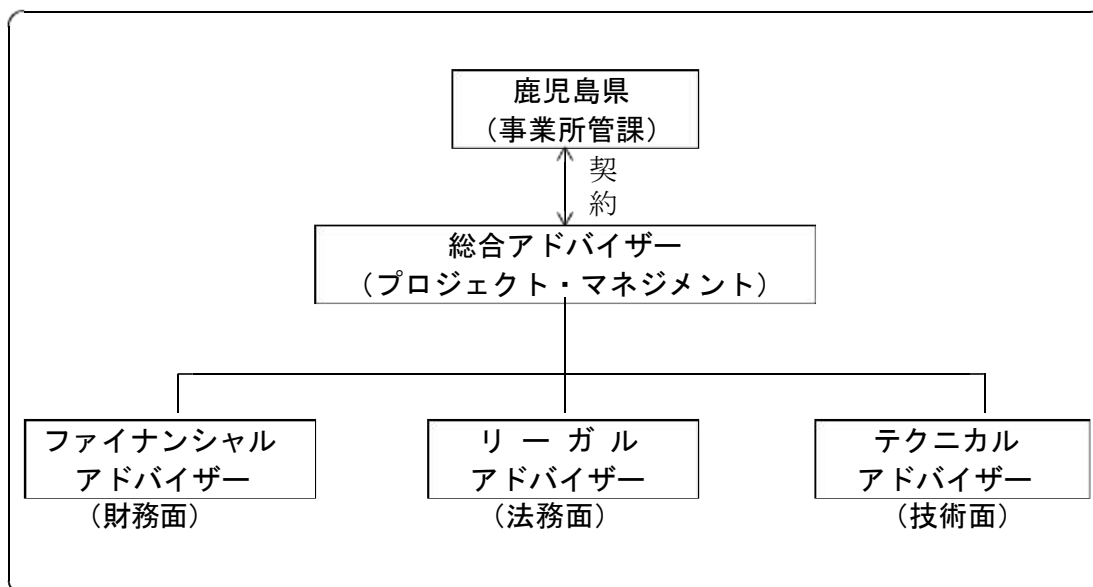 鹿児島県
（事業所管課）
契
約
総合アドバイザー
（プロジェクト・マネジメント）
ファイナンシャル
アドバイザー
（財務面）
リ ー ガ ル
アドバイザー
（法務面）
テクニカル
アドバイザー
（技術面）